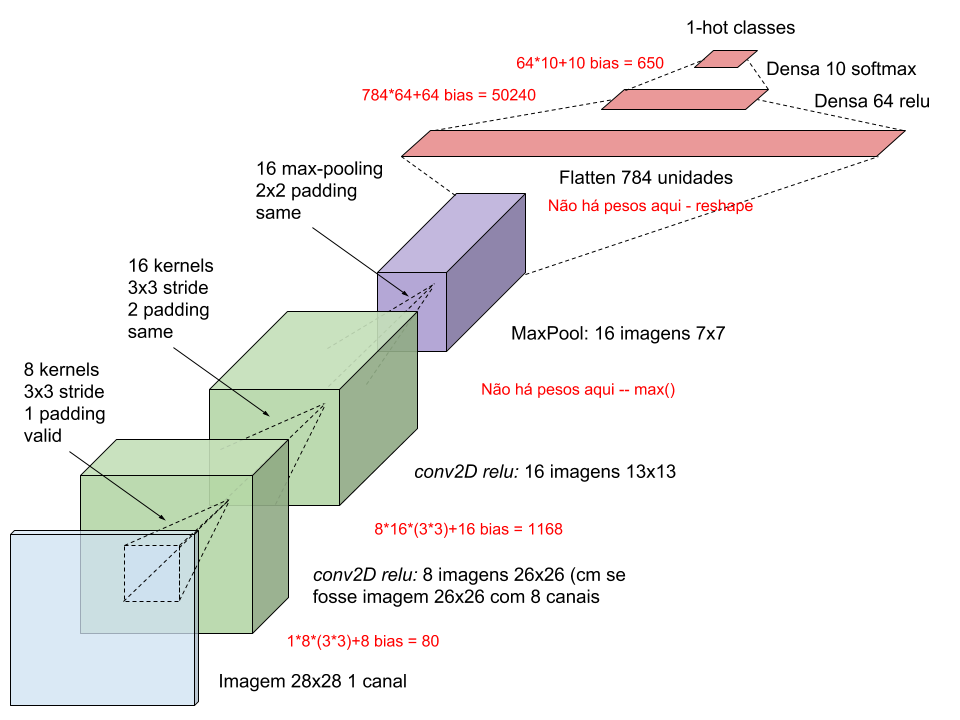 1-hot classes
64*10+10 bias = 650
Densa 10 softmax
784*64+64 bias = 50240
Densa 64 relu
16 max-pooling
2x2 padding
same
Flatten 784 unidades
Não há pesos aqui - reshape
16 kernels
3x3 stride
2 padding
same
MaxPool: 16 imagens 7x7
8 kernels
3x3 stride
1 padding
valid
Não há pesos aqui -- max()
conv2D relu: 16 imagens 13x13
8*16*(3*3)+16 bias = 1168
conv2D relu: 8 imagens 26x26 (cm se
fosse imagem 26x26 com 8 canais
1*8*(3*3)+8 bias = 80
Imagem 28x28 1 canal